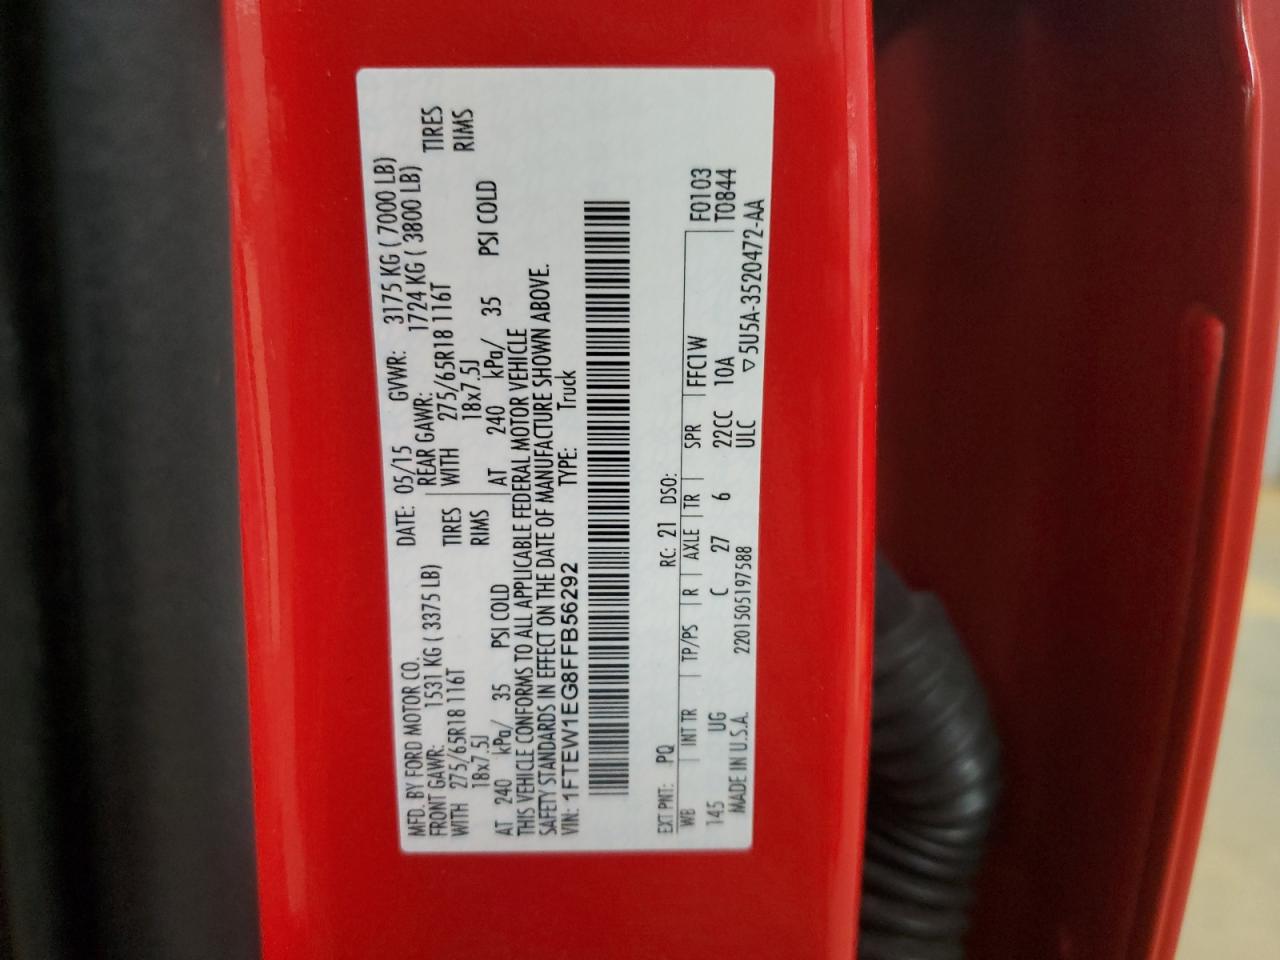 MFD. BY FORD MOTOR CO. DATE: 05/15 GVWR: 3175 KG ( 7000 LB)
FRONT GAWR: 1531 KG ( 3375 LB) REAR GAWR: 1724 KG ( 3800 LB)
WITH 275/65R18 116T TIRES WITH 275/65R18 116T TIRES
18x7.5J RIMS 18x7.5J RIMS
AT 240 kPa/ 35 PSI COLD AT 240 kPa/ 35 PSI COLD
THIS VEHICLE CONFORMS TO ALL APPLICABLE FEDERAL MOTOR VEHICLE
SAFETY STANDARDS IN EFFECT ON THE DATE OF MANUFACTURE SHOWN ABOVE.
VIN: 1FTEW1EG8FFB56292 TYPE: Truck
EXT PNT: PQ RC: 21 DSO:
WB INT TR TP/PS R AXLE TR SPR FFC1W F0103
145 UG C 27 6 22CC 10A T0844
MADE IN U.S.A. 2201505197588 ULC ▽5U5A-3520472-AA